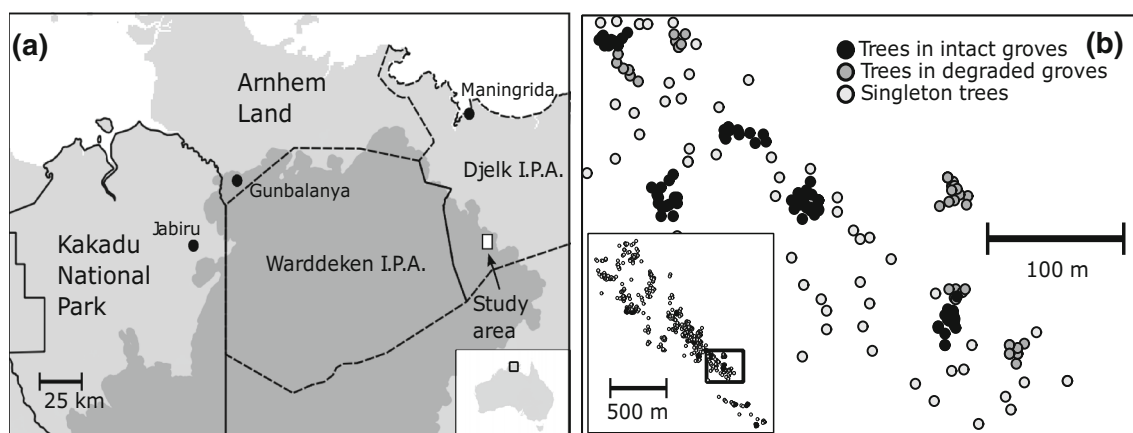 (a)
Arnhem
Land
Maningrida
Djelk I.P.A.
Gunbalanya
Jabiru
Kakadu
National
Park
Warddeken I.P.A.
Study
area
25 km
(b)
Trees in intact groves
Trees in degraded groves
Singleton trees
100 m
500 m